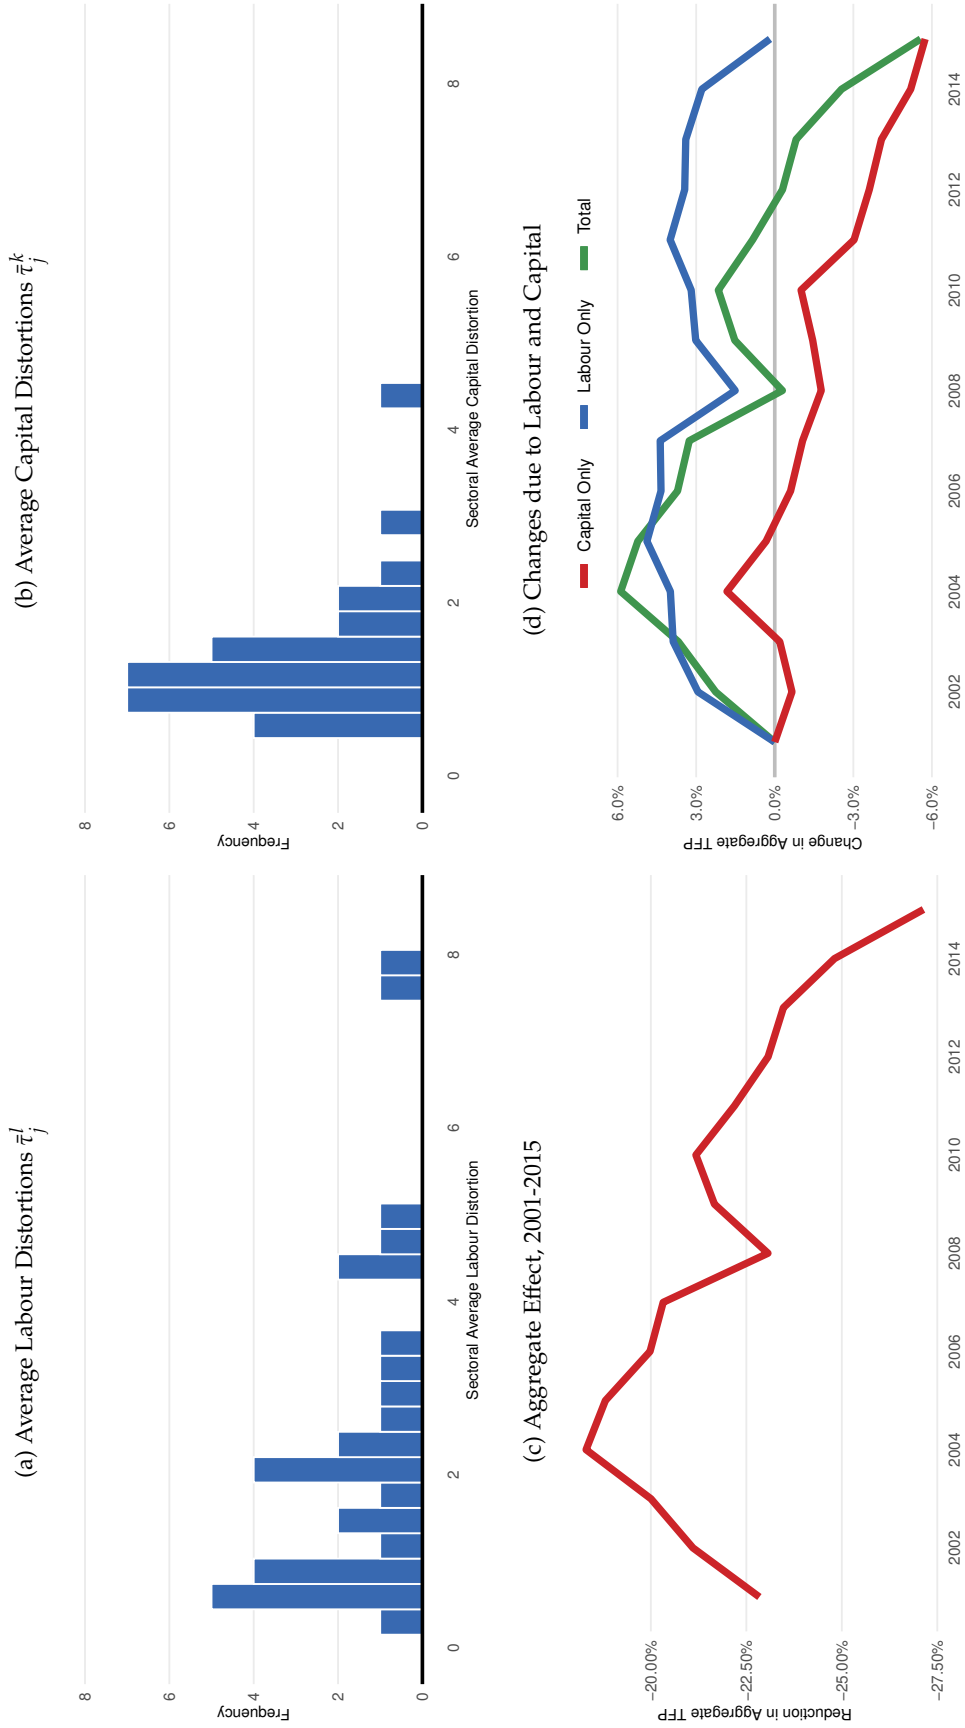 (a) Average Labour Distortions τ̄ˡⱼ
Frequency
8
6
4
2
0
0 2 4 6 8
Sectoral Average Labour Distortion
(b) Average Capital Distortions τ̄ᵏⱼ
Frequency
8
6
4
2
0
0 2 4 6 8
Sectoral Average Capital Distortion
(c) Aggregate Effect, 2001-2015
Reduction in Aggregate TFP
−20.00%
−22.50%
−25.00%
−27.50%
2002 2004 2006 2008 2010 2012 2014
(d) Changes due to Labour and Capital
Capital Only Labour Only Total
Change in Aggregate TFP
6.0%
3.0%
0.0%
−3.0%
−6.0%
2002 2004 2006 2008 2010 2012 2014